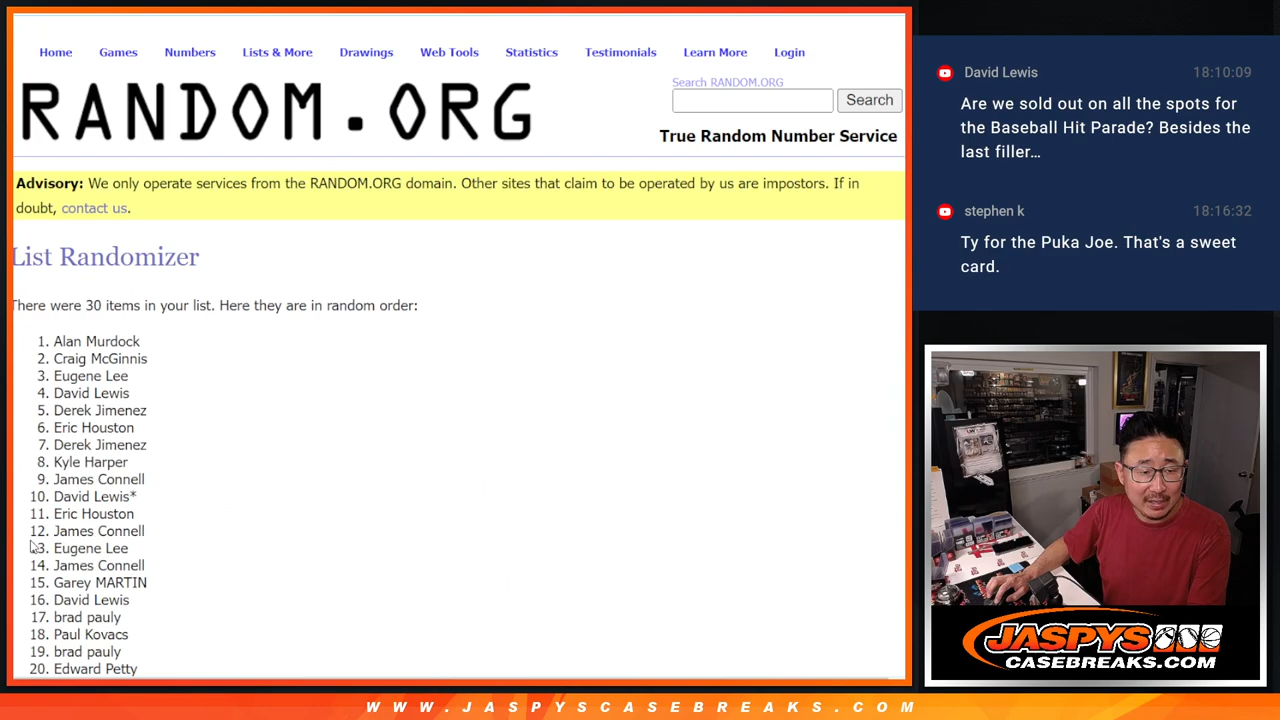 Home Games Numbers Lists & More Drawings Web Tools Statistics Testimonials Learn More Login
RANDOM.ORG
Search RANDOM.ORG
Search
True Random Number Service
Advisory: We only operate services from the RANDOM.ORG domain. Other sites that claim to be operated by us are impostors. If in
doubt, contact us.
List Randomizer
There were 30 items in your list. Here they are in random order:
1. Alan Murdock
2. Craig McGinnis
3. Eugene Lee
4. David Lewis
5. Derek Jimenez
6. Eric Houston
7. Derek Jimenez
8. Kyle Harper
9. James Connell
10. David Lewis*
11. Eric Houston
12. James Connell
13. Eugene Lee
14. James Connell
15. Garey MARTIN
16. David Lewis
17. brad pauly
18. Paul Kovacs
19. brad pauly
20. Edward Petty
David Lewis 18:10:09
Are we sold out on all the spots for
the Baseball Hit Parade? Besides the
last filler…
stephen k 18:16:32
Ty for the Puka Joe. That's a sweet
card.
JASPYS
CASEBREAKS.COM
WWW.JASPYSCASEBREAKS.COM